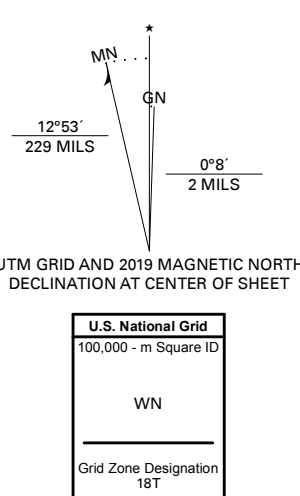 ★
MN
GN
12°53´
229 MILS
0°8´
2 MILS
UTM GRID AND 2019 MAGNETIC NORTH
DECLINATION AT CENTER OF SHEET
U.S. National Grid
100,000 - m Square ID
WN
Grid Zone Designation
18T